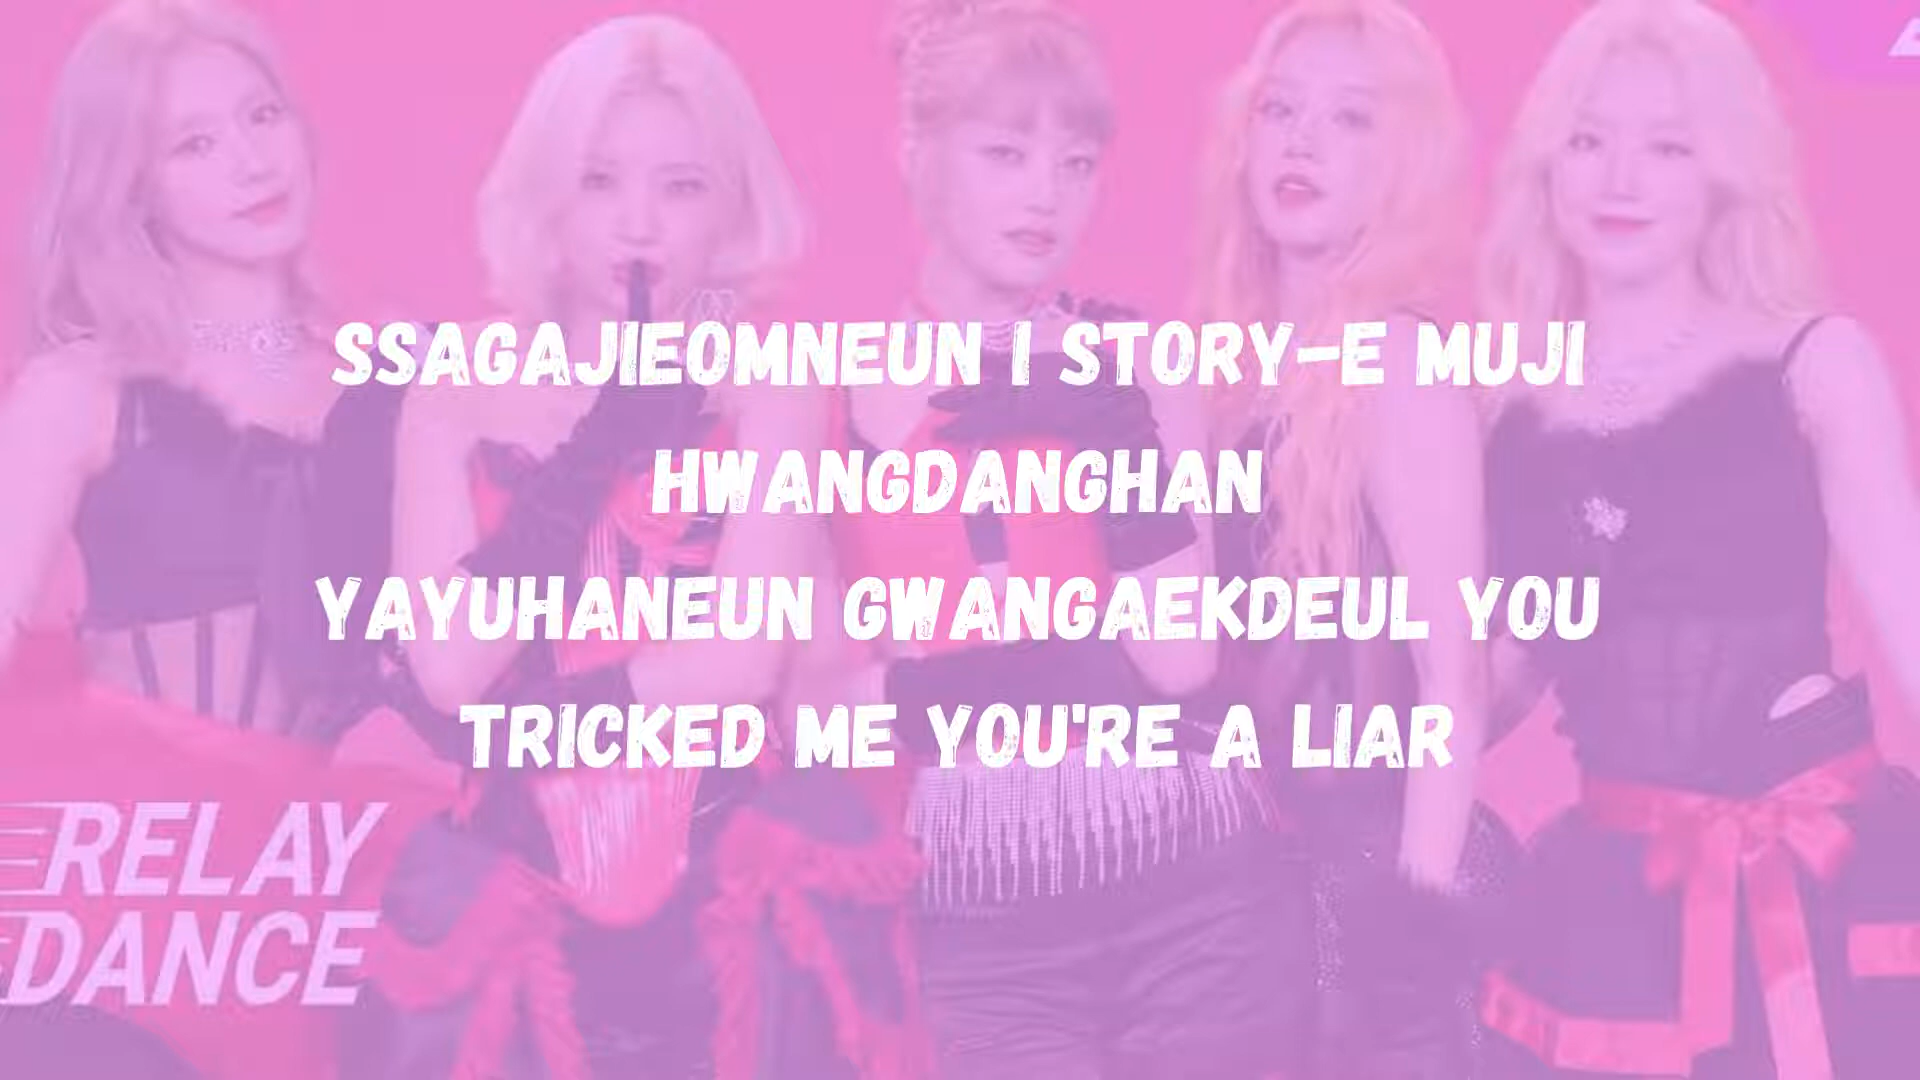 SSAGAJIEOMNEUN I STORY-E MUJI
HWANGDANGHAN
YAYUHANEUN GWANGAEKDEUL YOU
TRICKED ME YOU'RE A LIAR
RELAY
DANCE